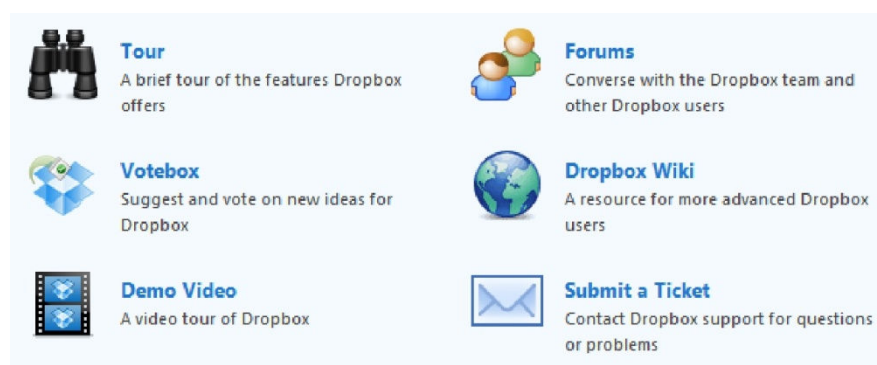 Tour
A brief tour of the features Dropbox
offers
Forums
Converse with the Dropbox team and
other Dropbox users
Votebox
Suggest and vote on new ideas for
Dropbox
Dropbox Wiki
A resource for more advanced Dropbox
users
Demo Video
A video tour of Dropbox
Submit a Ticket
Contact Dropbox support for questions
or problems